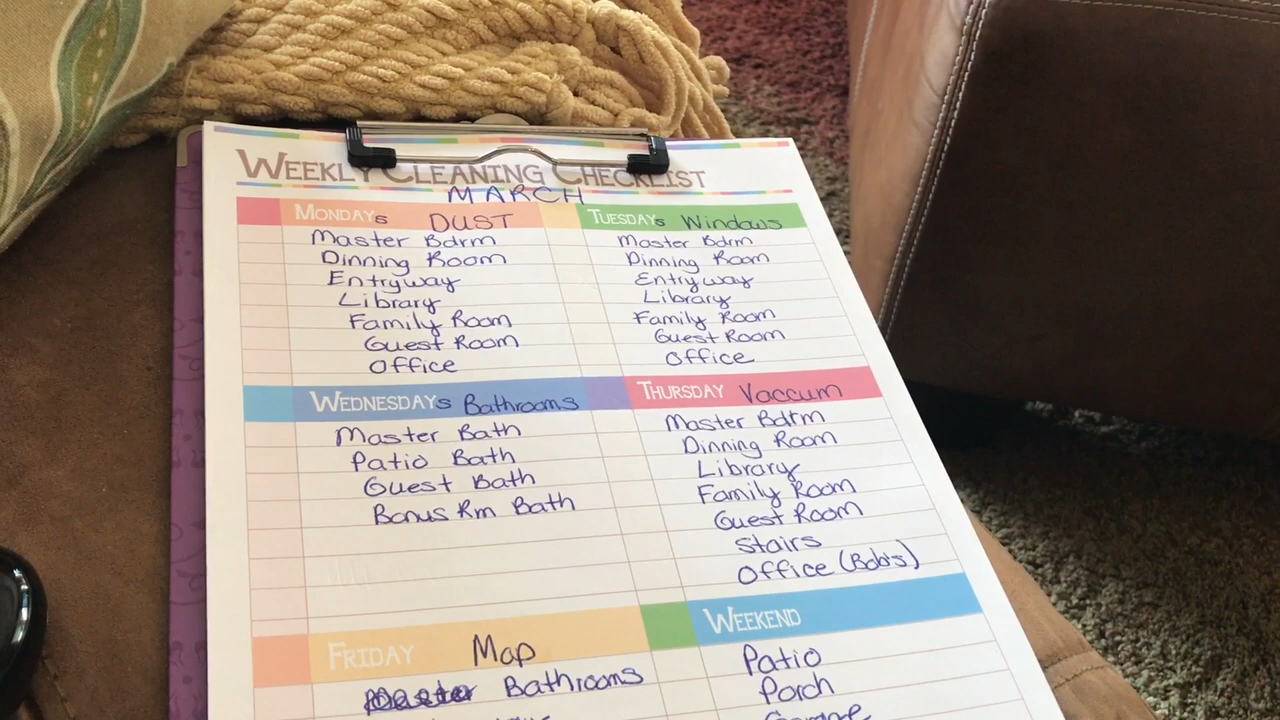 WEEKLY CLEANING CHECKLIST
MARCH
MONDAYs DUST
Master Bdrm
Dinning Room
Entryway
Library
Family Room
Guest Room
Office
TUESDAYs Windows
Master Bdrm
Dinning Room
Entryway
Library
Family Room
Guest Room
Office
WEDNESDAYs Bathrooms
Master Bath
Patio Bath
Guest Bath
Bonus Rm Bath
THURSDAY Vaccum
Master Bdrm
Dinning Room
Library
Family Room
Guest Room
Stairs
Office (Bob's)
FRIDAY Mop
Bathrooms
WEEKEND
Patio
Porch
Garage